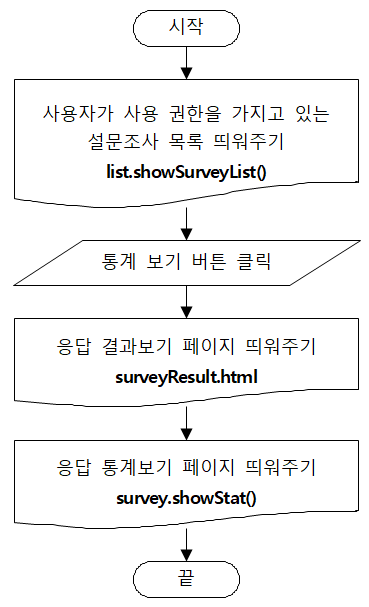 시작
사용자가 사용 권한을 가지고 있는
설문조사 목록 띄워주기
list.showSurveyList()
통계 보기 버튼 클릭
응답 결과보기 페이지 띄워주기
surveyResult.html
응답 통계보기 페이지 띄워주기
survey.showStat()
끝